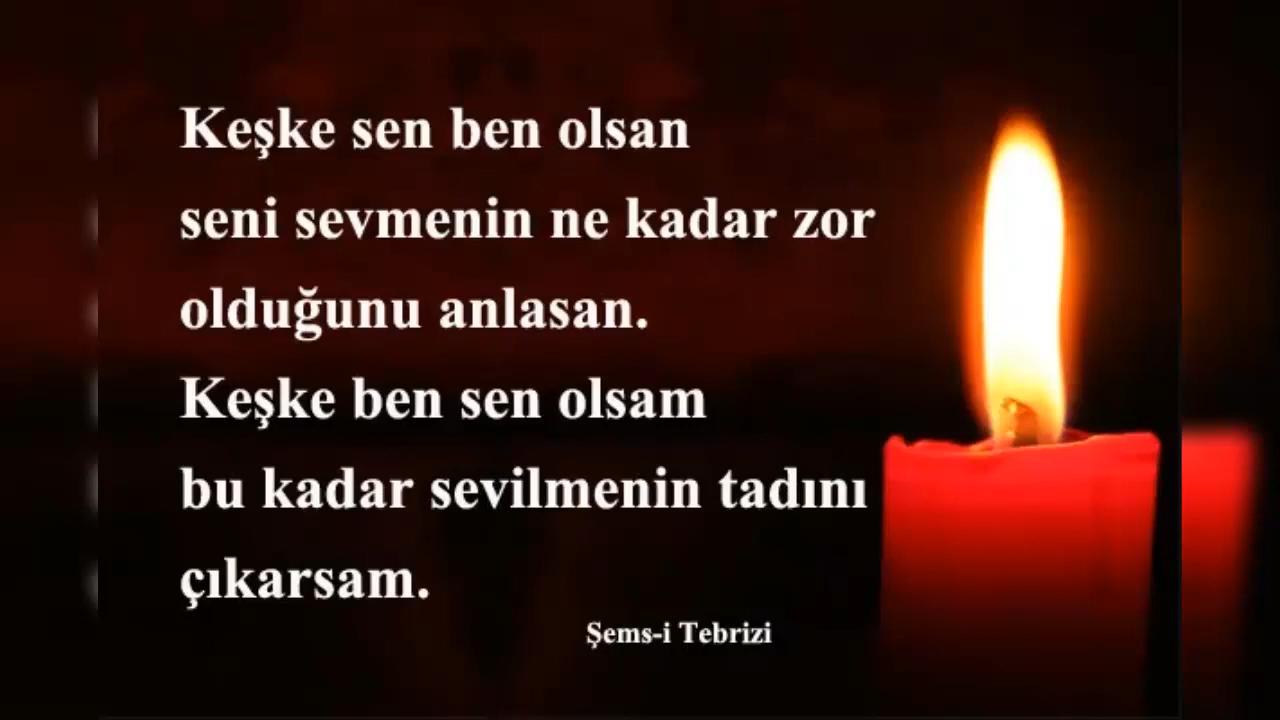 Keşke sen ben olsan
seni sevmenin ne kadar zor
olduğunu anlasan.
Keşke ben sen olsam
bu kadar sevilmenin tadını
çıkarsam.
Şems-i Tebrizi